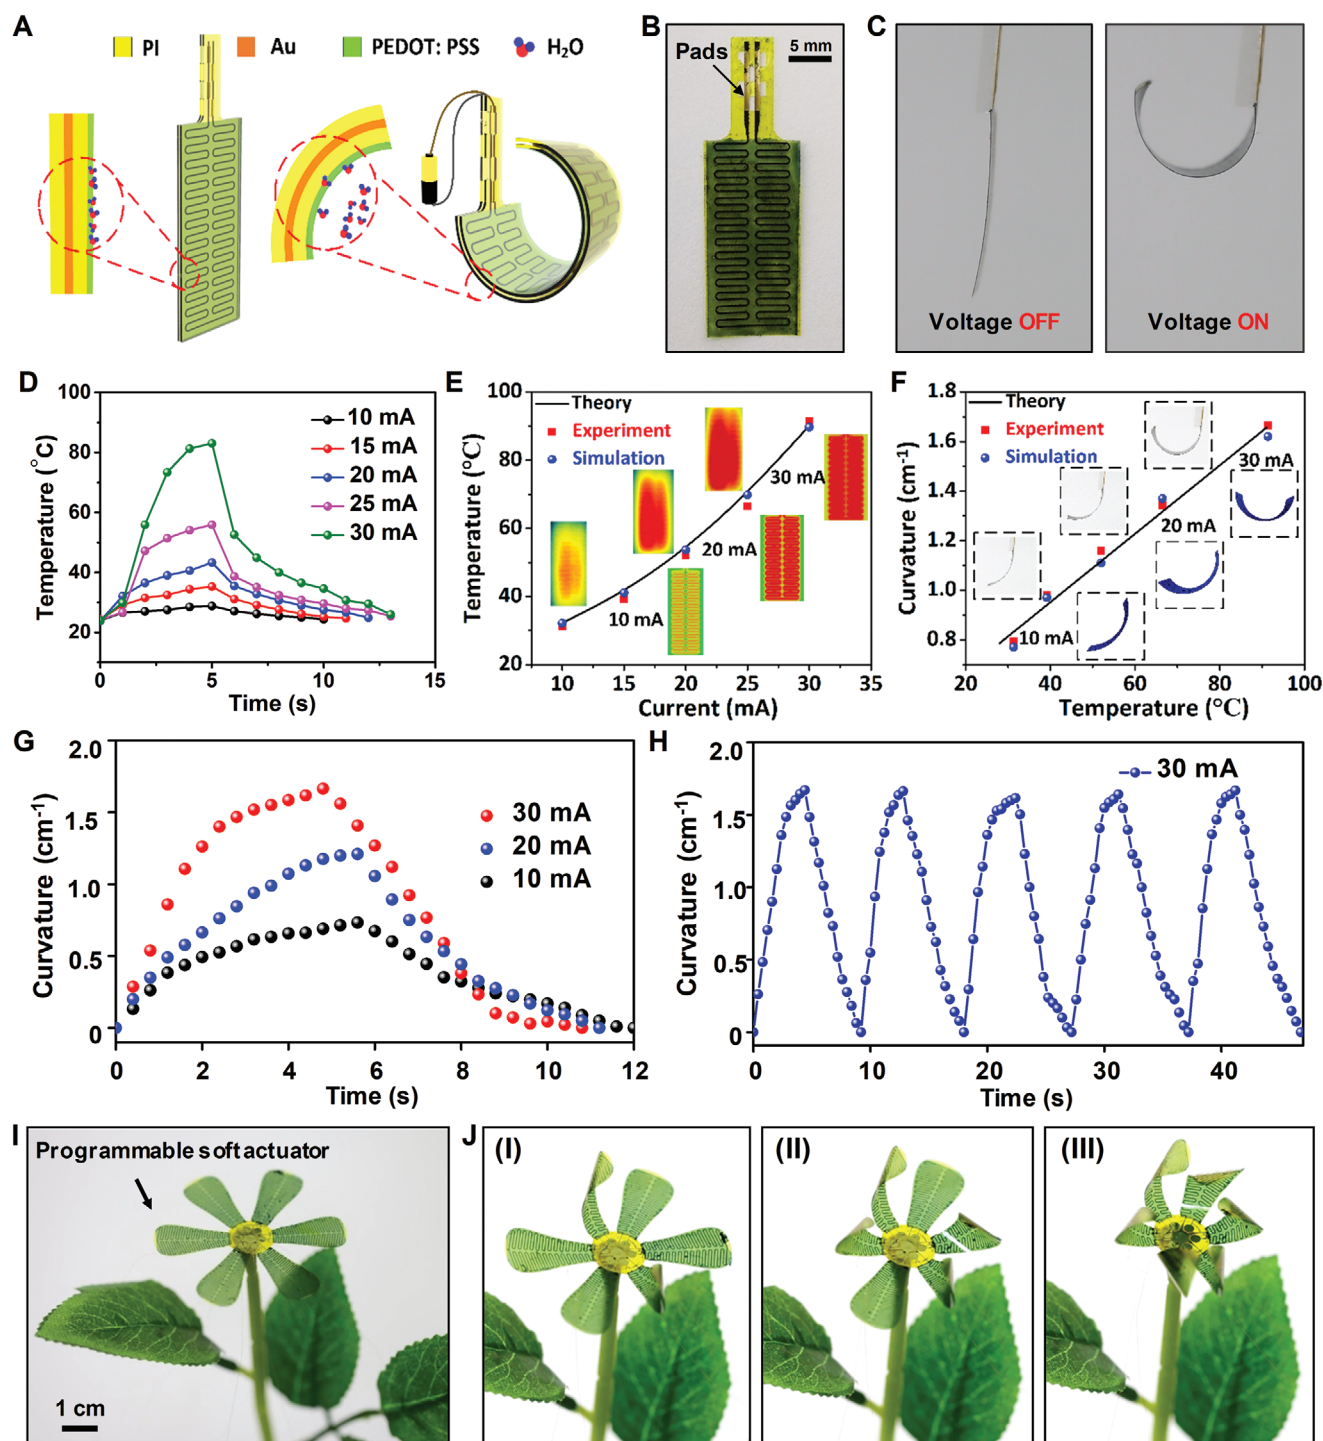 A
PI
Au
PEDOT: PSS
H₂O
B
Pads
5 mm
C
Voltage OFF
Voltage ON
D
100
80
60
40
20
0
5
10
15
Temperature (°C)
Time (s)
10 mA
15 mA
20 mA
25 mA
30 mA
E
100
80
60
40
20
10
15
20
25
30
35
Temperature (°C)
Current (mA)
Theory
Experiment
Simulation
30 mA
20 mA
10 mA
F
1.8
1.6
1.4
1.2
1.0
0.8
20
40
60
80
100
Curvature (cm⁻¹)
Temperature (°C)
Theory
Experiment
Simulation
30 mA
20 mA
10 mA
G
2.0
1.5
1.0
0.5
0
0
2
4
6
8
10
12
Curvature (cm⁻¹)
Time (s)
30 mA
20 mA
10 mA
H
2.0
1.5
1.0
0.5
0
0
10
20
30
40
Curvature (cm⁻¹)
Time (s)
30 mA
I
Programmable soft actuator
1 cm
J
(I)
(II)
(III)